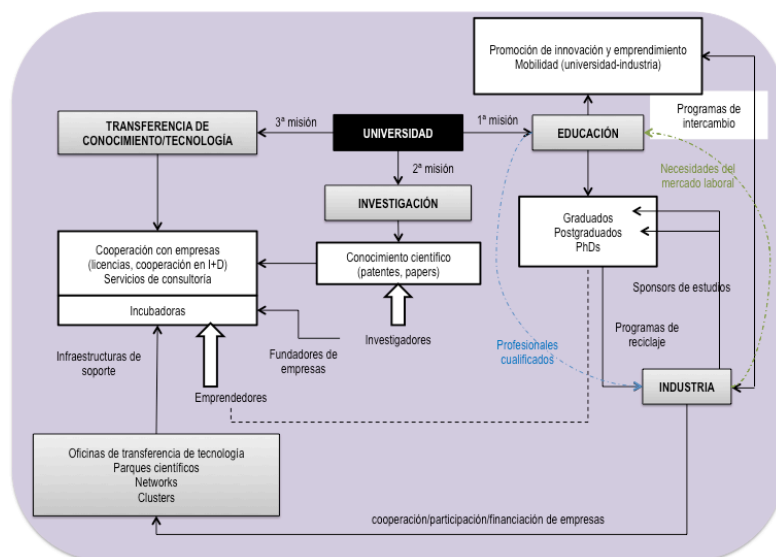 Promoción de innovación y emprendimiento
Mobilidad (universidad-industria)
Programas de
intercambio
TRANSFERENCIA DE
CONOCIMIENTO/TECNOLOGÍA
3ª misión
UNIVERSIDAD
1ª misión
EDUCACIÓN
2ª misión
Necesidades del
mercado laboral
INVESTIGACIÓN
Graduados
Postgraduados
PhDs
Cooperación con empresas
(licencias, cooperación en I+D)
Servicios de consultoría
Conocimiento científico
(patentes, papers)
Sponsors de estudios
Incubadoras
Programas de
reciclaje
Infraestructuras de
soporte
Fundadores de
empresas
Investigadores
Profesionales
cualificados
INDUSTRIA
Emprendedores
Oficinas de transferencia de tecnología
Parques científicos
Networks
Clusters
cooperación/participación/financiación de empresas